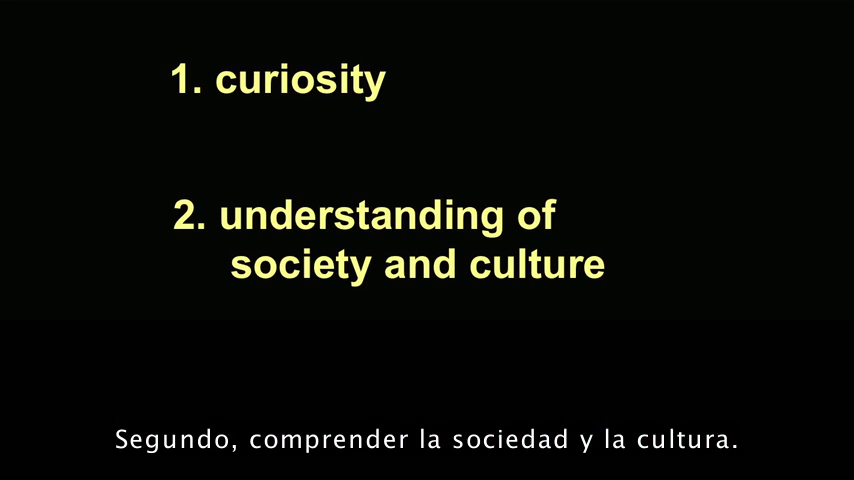 1. curiosity
2. understanding of
society and culture
Segundo, comprender la sociedad y la cultura.